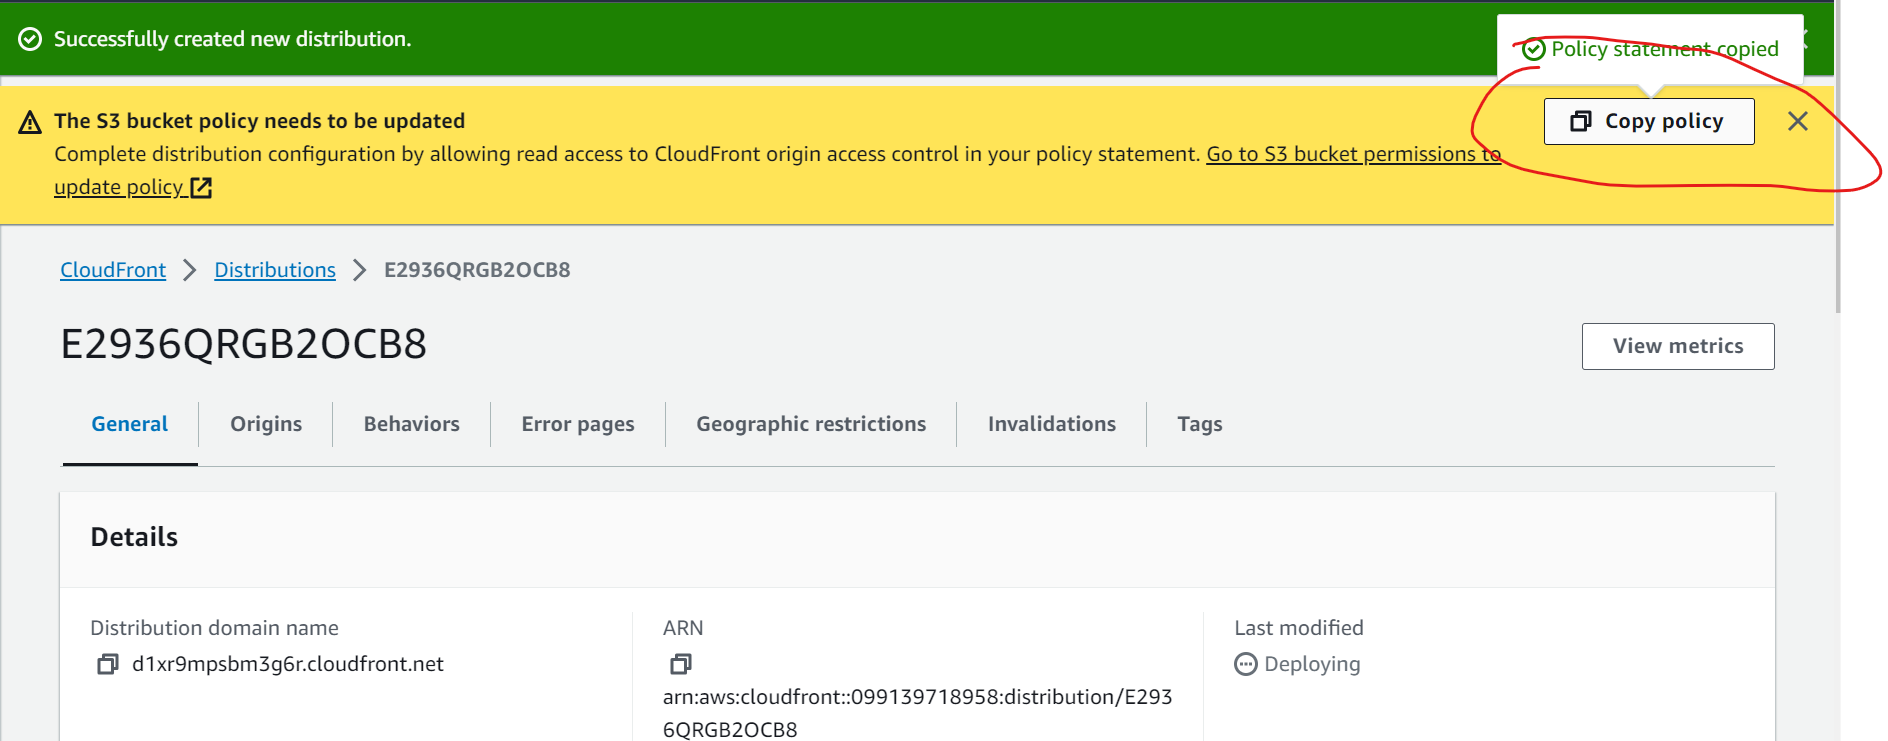 Successfully created new distribution.
Policy statement copied
The S3 bucket policy needs to be updated
Copy policy
Complete distribution configuration by allowing read access to CloudFront origin access control in your policy statement. Go to S3 bucket permissions to
update policy
CloudFront > Distributions > E2936QRGB2OCB8
E2936QRGB2OCB8
View metrics
General
Origins
Behaviors
Error pages
Geographic restrictions
Invalidations
Tags
Details
Distribution domain name
d1xr9mpsbm3g6r.cloudfront.net
ARN
arn:aws:cloudfront::099139718958:distribution/E293
6QRGB2OCB8
Last modified
Deploying